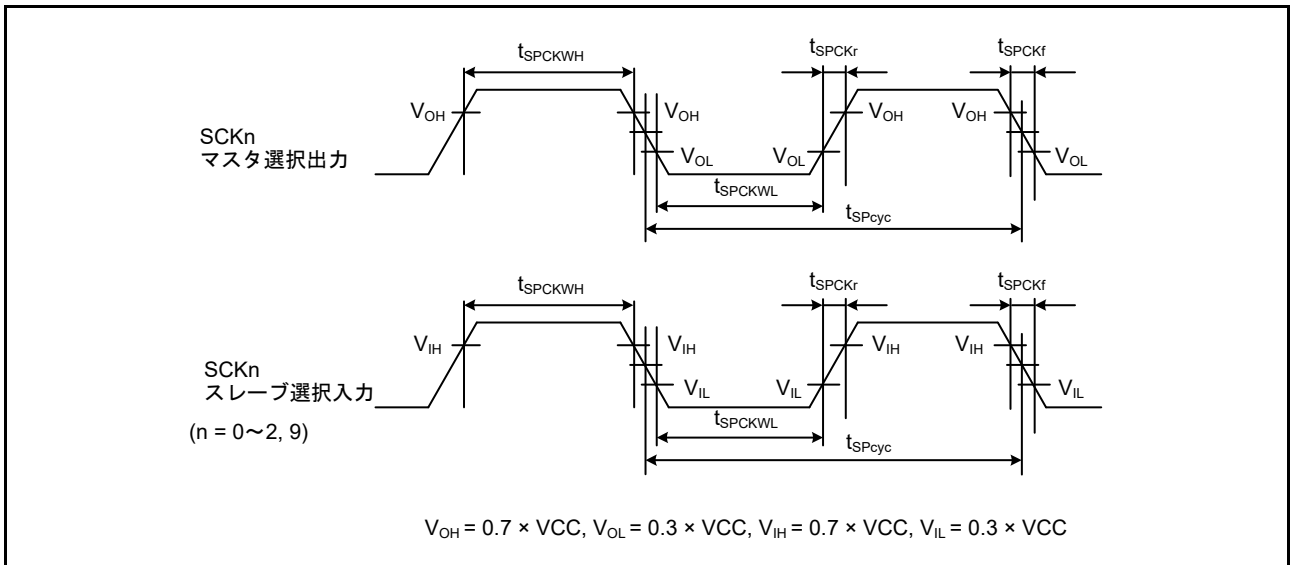 tSPCKWH
tSPCKr
tSPCKf
VOH
VOH
VOH
VOH
SCKn
マスタ選択出力
VOL
VOL
VOL
tSPCKWL
tSPcyc
tSPCKWH
tSPCKr
tSPCKf
VIH
VIH
VIH
VIH
SCKn
スレーブ選択入力
VIL
VIL
VIL
tSPCKWL
(n = 0～2, 9)
tSPcyc
VOH = 0.7 × VCC, VOL = 0.3 × VCC, VIH = 0.7 × VCC, VIL = 0.3 × VCC